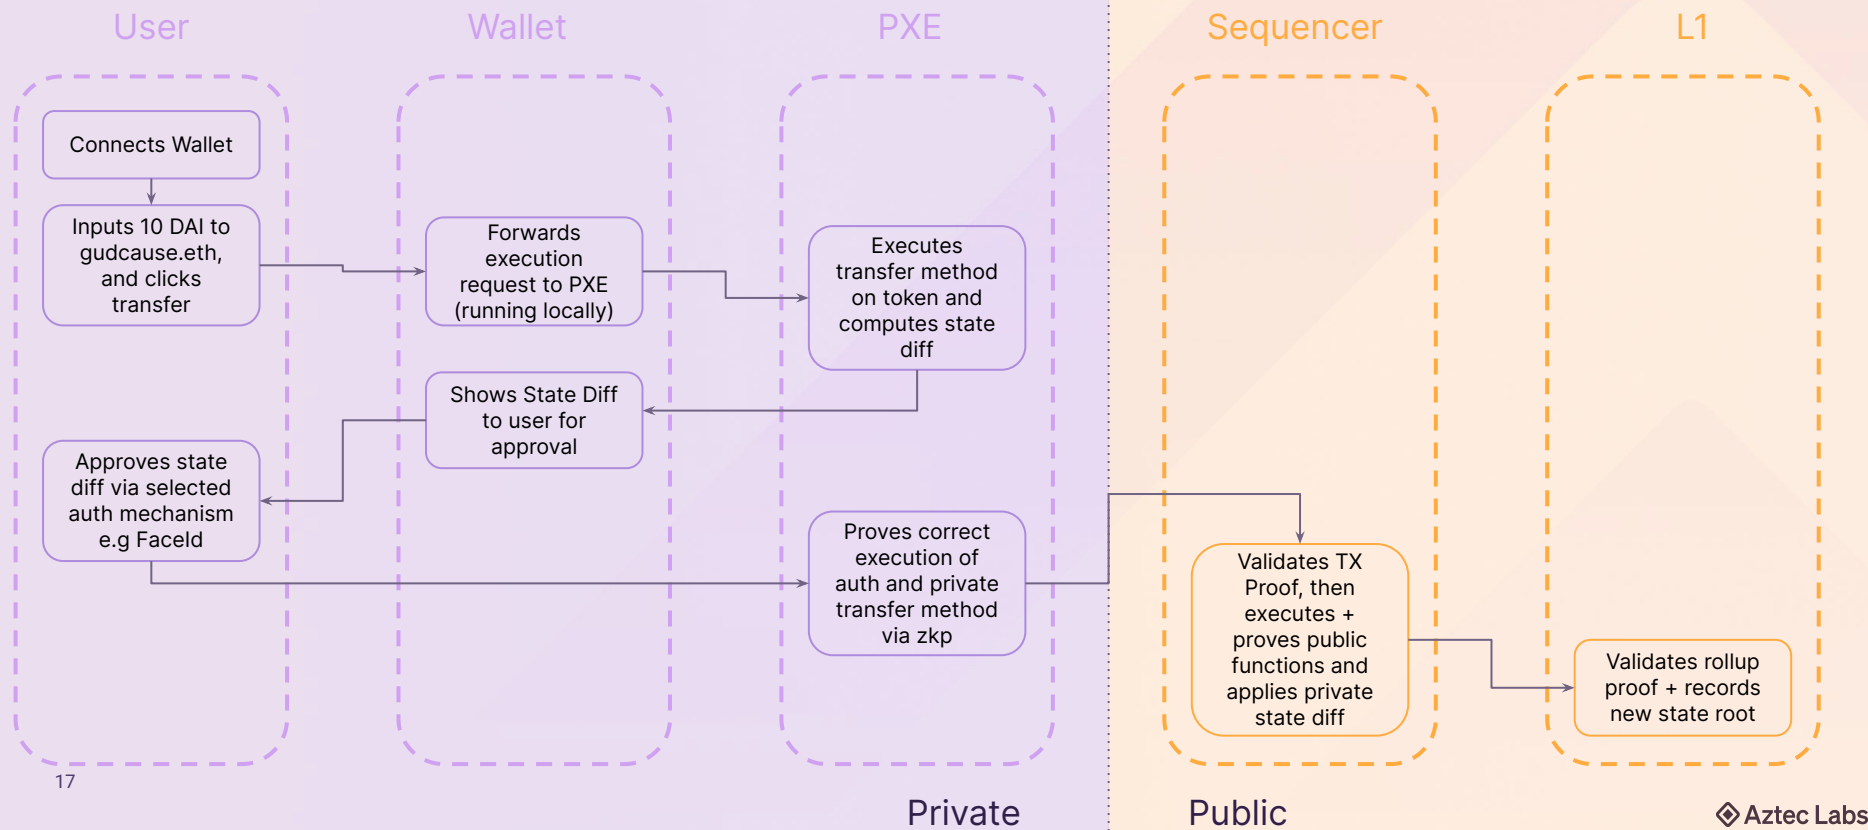 User
Wallet
PXE
Sequencer
L1
Connects Wallet
Inputs 10 DAI to
gudcause.eth,
and clicks
transfer
Forwards
execution
request to PXE
(running locally)
Executes
transfer method
on token and
computes state
diff
Shows State Diff
to user for
approval
Approves state
diff via selected
auth mechanism
e.g FaceId
Proves correct
execution of
auth and private
transfer method
via zkp
Validates TX
Proof, then
executes +
proves public
functions and
applies private
state diff
Validates rollup
proof + records
new state root
17
Private
Public
Aztec Labs